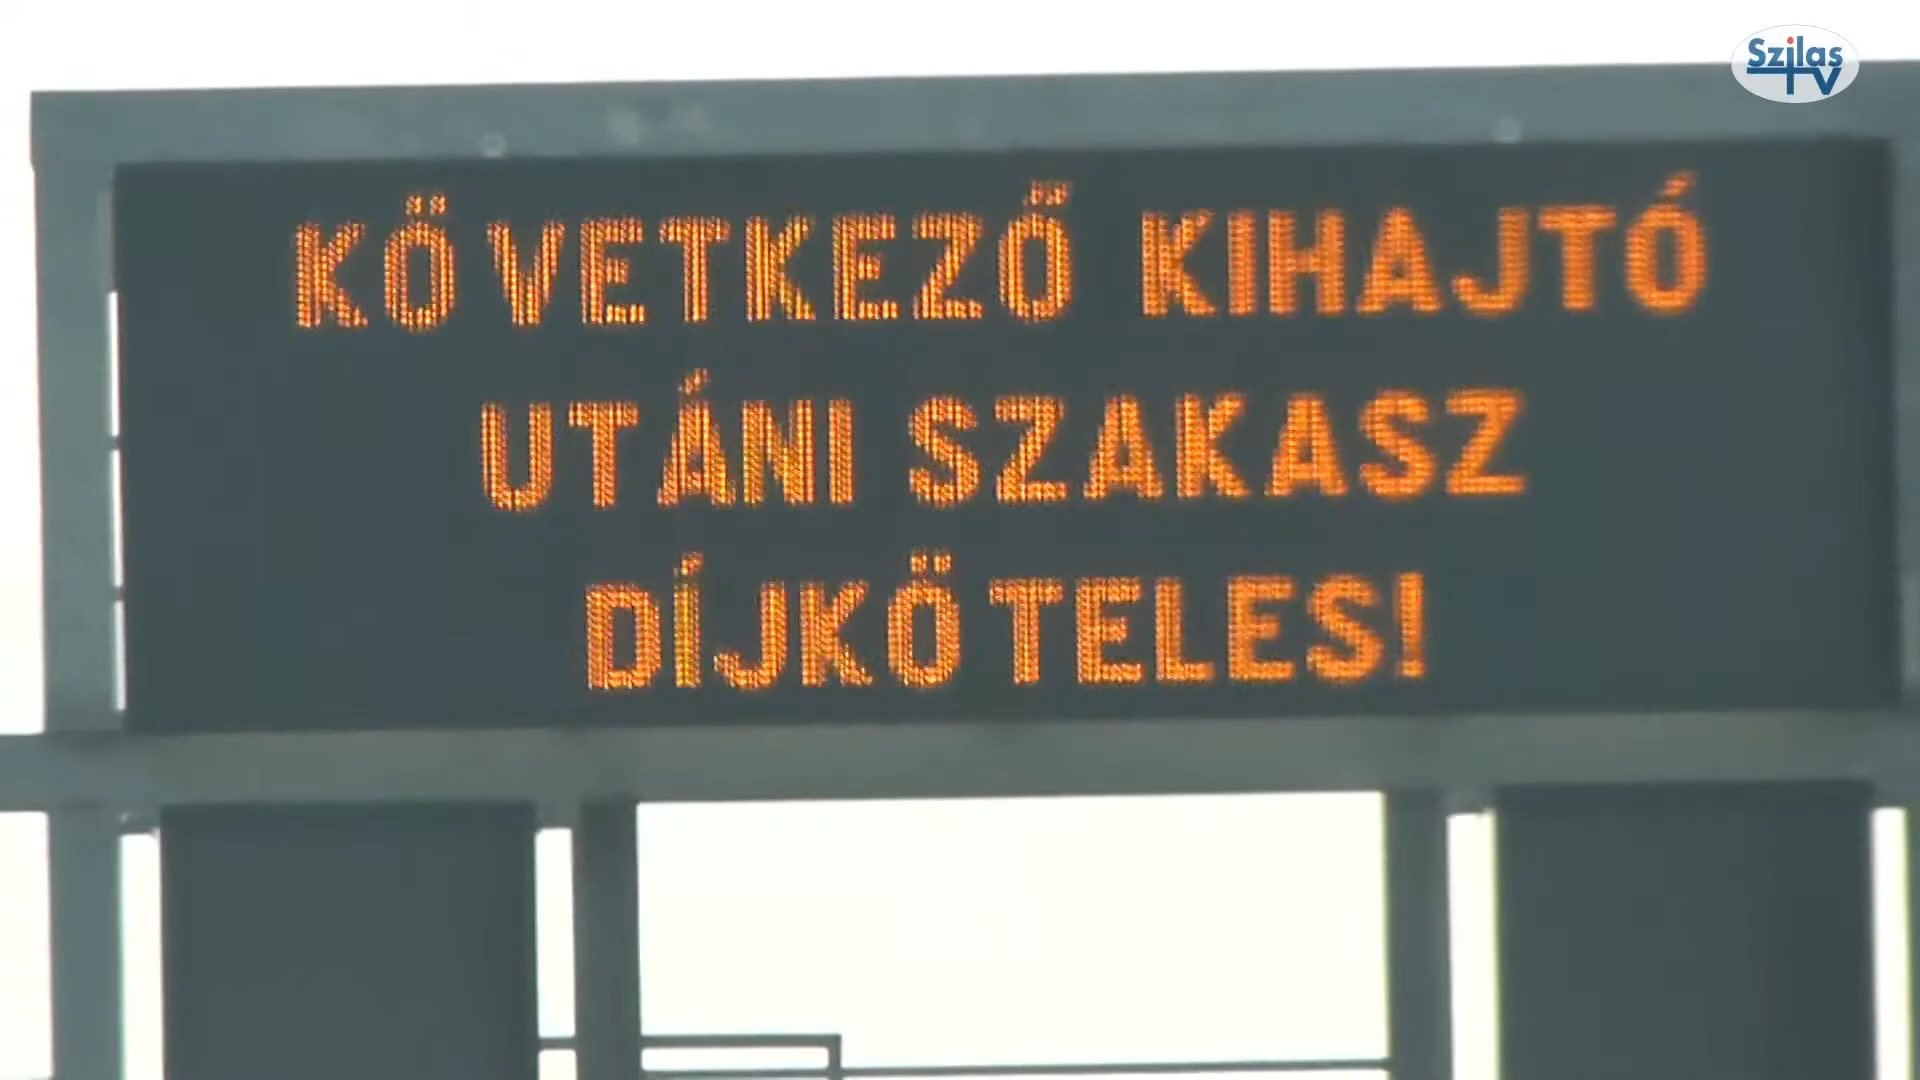 Szilas
TV
KÖVETKEZŐ KIHAJTÓ
UTÁNI SZAKASZ
DÍJKÖTELES!